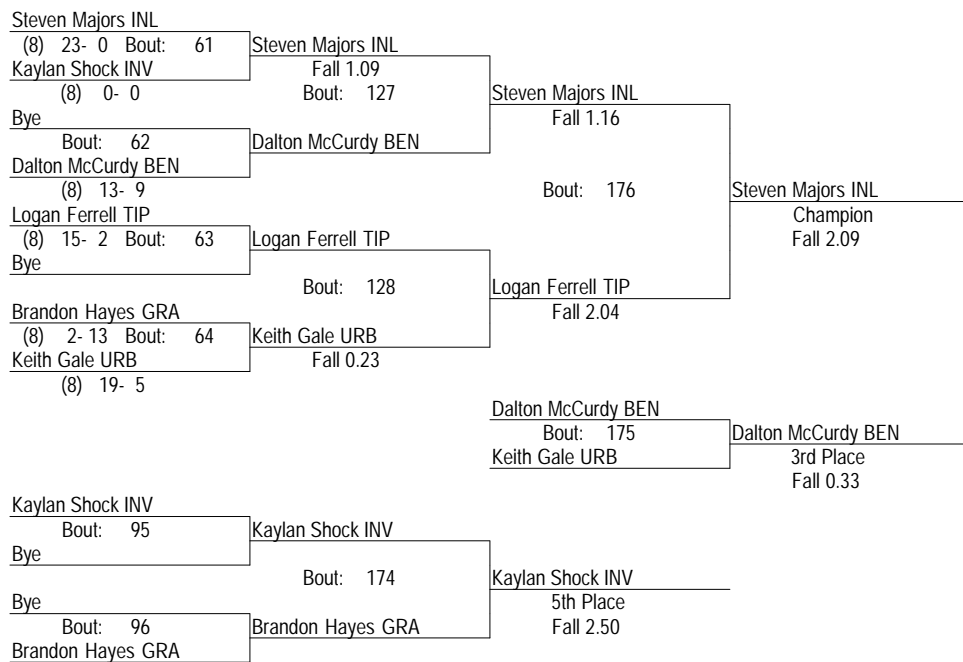 Steven Majors INL
(8) 23- 0 Bout: 61 Steven Majors INL
Kaylan Shock INV Fall 1.09
(8) 0- 0 Bout: 127 Steven Majors INL
Bye Fall 1.16
Bout: 62 Dalton McCurdy BEN
Dalton McCurdy BEN
(8) 13- 9 Bout: 176 Steven Majors INL
Logan Ferrell TIP Champion
(8) 15- 2 Bout: 63 Logan Ferrell TIP Fall 2.09
Bye
Bout: 128 Logan Ferrell TIP
Brandon Hayes GRA Fall 2.04
(8) 2- 13 Bout: 64 Keith Gale URB
Keith Gale URB Fall 0.23
(8) 19- 5
Dalton McCurdy BEN
Bout: 175 Dalton McCurdy BEN
Keith Gale URB 3rd Place
Fall 0.33
Kaylan Shock INV
Bout: 95 Kaylan Shock INV
Bye
Bout: 174 Kaylan Shock INV
Bye 5th Place
Bout: 96 Brandon Hayes GRA Fall 2.50
Brandon Hayes GRA